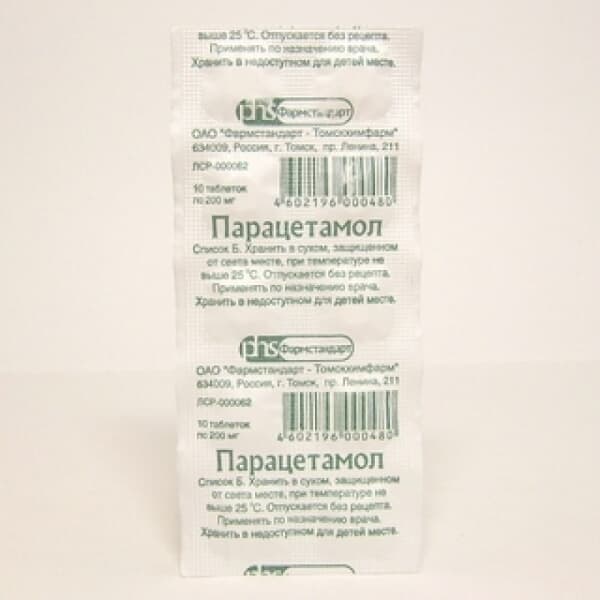 выше 25 °С. Отпускается без рецепта.
Применять по назначению врача.
Хранить в недоступном для детей месте.
phs Фармстандарт
ОАО "Фармстандарт - Томскхимфарм"
634009, Россия, г. Томск, пр. Ленина, 211
ЛСР-000062
10 таблеток
по 200 мг
4 602196 000480
Парацетамол
Список Б. Хранить в сухом, защищенном
от света месте, при температуре не
выше 25 °С. Отпускается без рецепта.
Применять по назначению врача.
Хранить в недоступном для детей месте.
phs Фармстандарт
ОАО "Фармстандарт - Томскхимфарм"
634009, Россия, г. Томск, пр. Ленина, 211
ЛСР-000062
10 таблеток
по 200 мг
4 602196 000480
Парацетамол
Список Б. Хранить в сухом, защищенном
от света месте, при температуре не
выше 25 °С. Отпускается без рецепта.
Применять по назначению врача.
Хранить в недоступном для детей месте.
phs